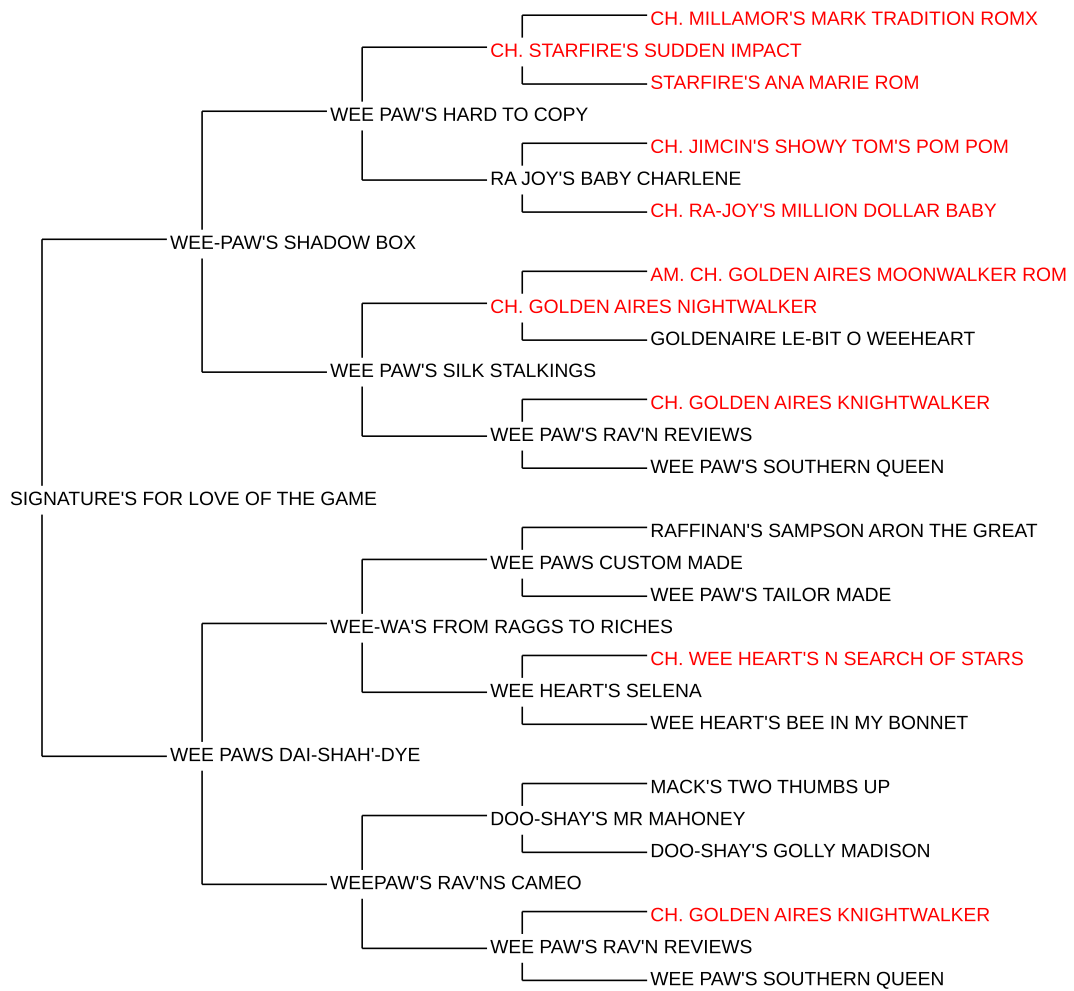 CH. MILLAMOR'S MARK TRADITION ROMX
CH. STARFIRE'S SUDDEN IMPACT
STARFIRE'S ANA MARIE ROM
WEE PAW'S HARD TO COPY
CH. JIMCIN'S SHOWY TOM'S POM POM
RA JOY'S BABY CHARLENE
CH. RA-JOY'S MILLION DOLLAR BABY
WEE-PAW'S SHADOW BOX
AM. CH. GOLDEN AIRES MOONWALKER ROM
CH. GOLDEN AIRES NIGHTWALKER
GOLDENAIRE LE-BIT O WEEHEART
WEE PAW'S SILK STALKINGS
CH. GOLDEN AIRES KNIGHTWALKER
WEE PAW'S RAV'N REVIEWS
WEE PAW'S SOUTHERN QUEEN
SIGNATURE'S FOR LOVE OF THE GAME
RAFFINAN'S SAMPSON ARON THE GREAT
WEE PAWS CUSTOM MADE
WEE PAW'S TAILOR MADE
WEE-WA'S FROM RAGGS TO RICHES
CH. WEE HEART'S N SEARCH OF STARS
WEE HEART'S SELENA
WEE HEART'S BEE IN MY BONNET
WEE PAWS DAI-SHAH'-DYE
MACK'S TWO THUMBS UP
DOO-SHAY'S MR MAHONEY
DOO-SHAY'S GOLLY MADISON
WEEPAW'S RAV'NS CAMEO
CH. GOLDEN AIRES KNIGHTWALKER
WEE PAW'S RAV'N REVIEWS
WEE PAW'S SOUTHERN QUEEN